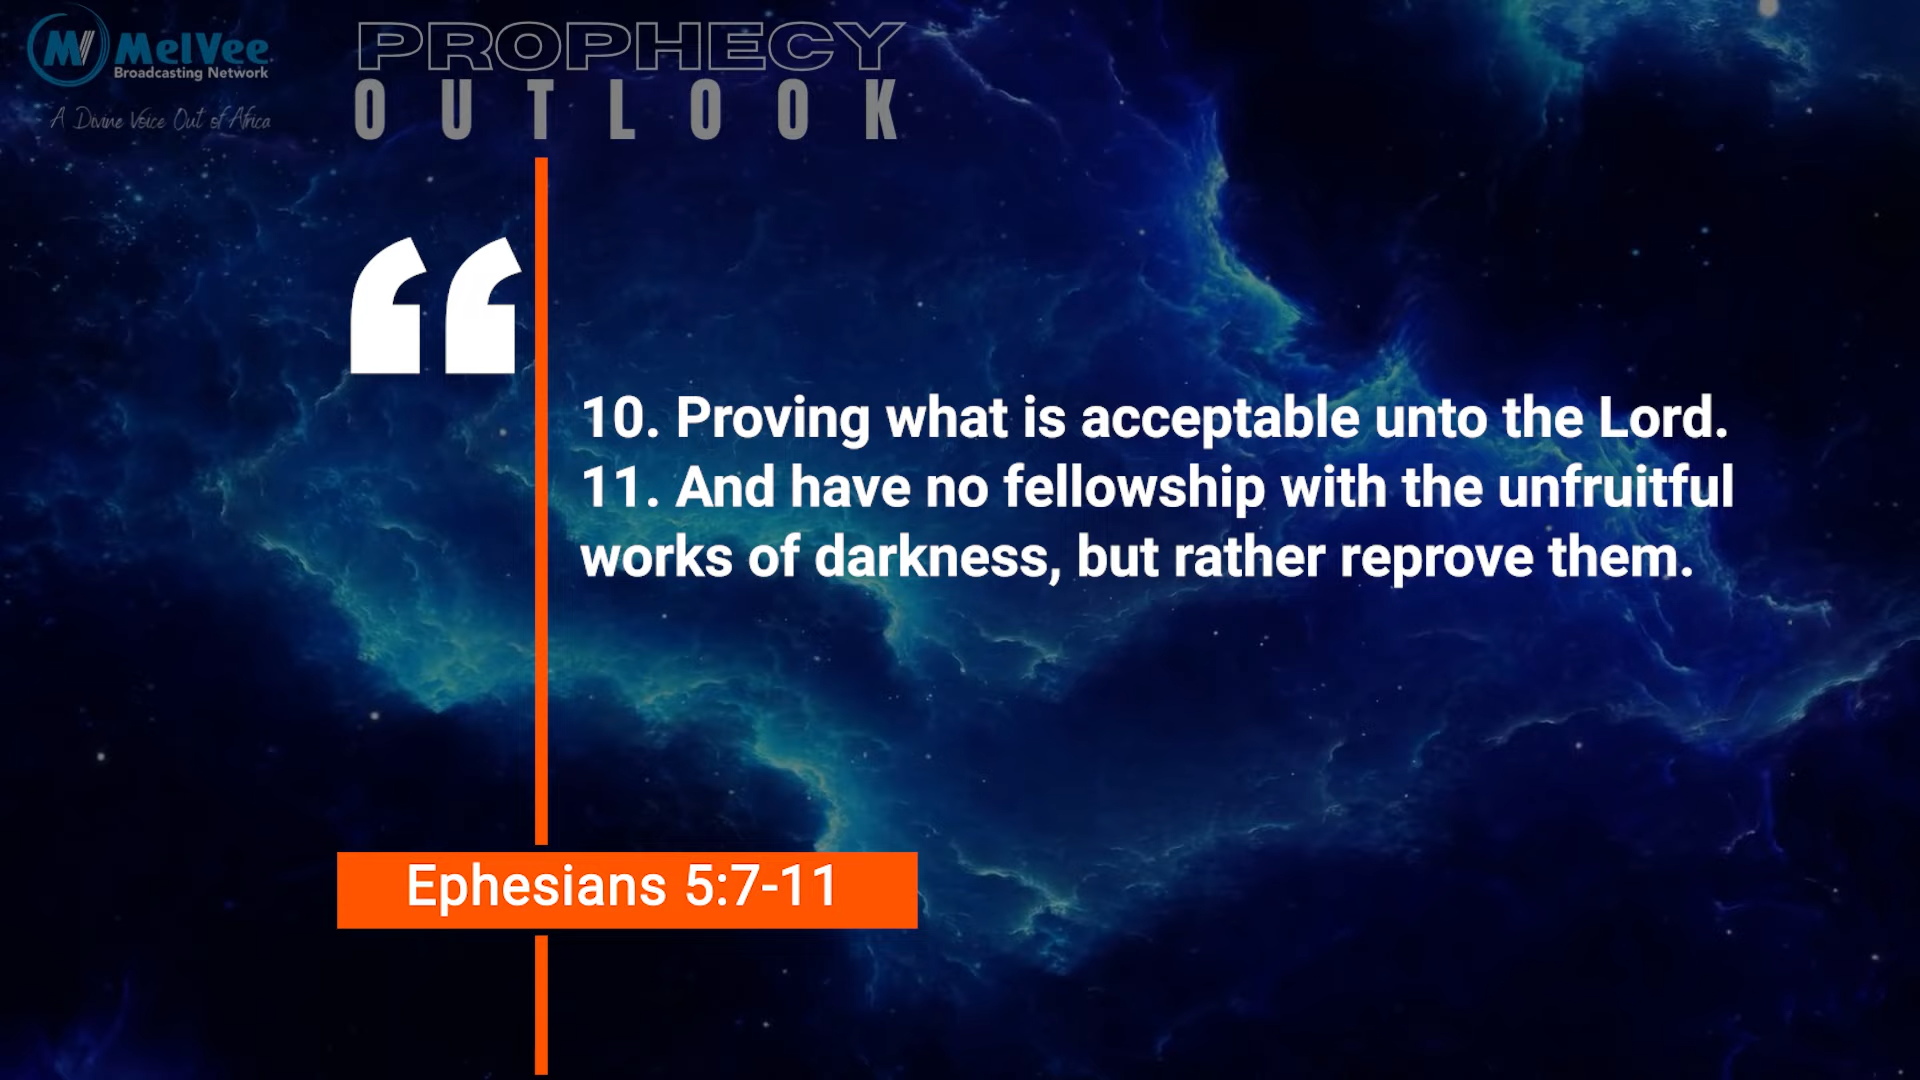 MelVee
Broadcasting Network
A Divine Voice Out of Africa
PROPHECY
OUTLOOK
“
10. Proving what is acceptable unto the Lord.
11. And have no fellowship with the unfruitful
works of darkness, but rather reprove them.
Ephesians 5:7-11